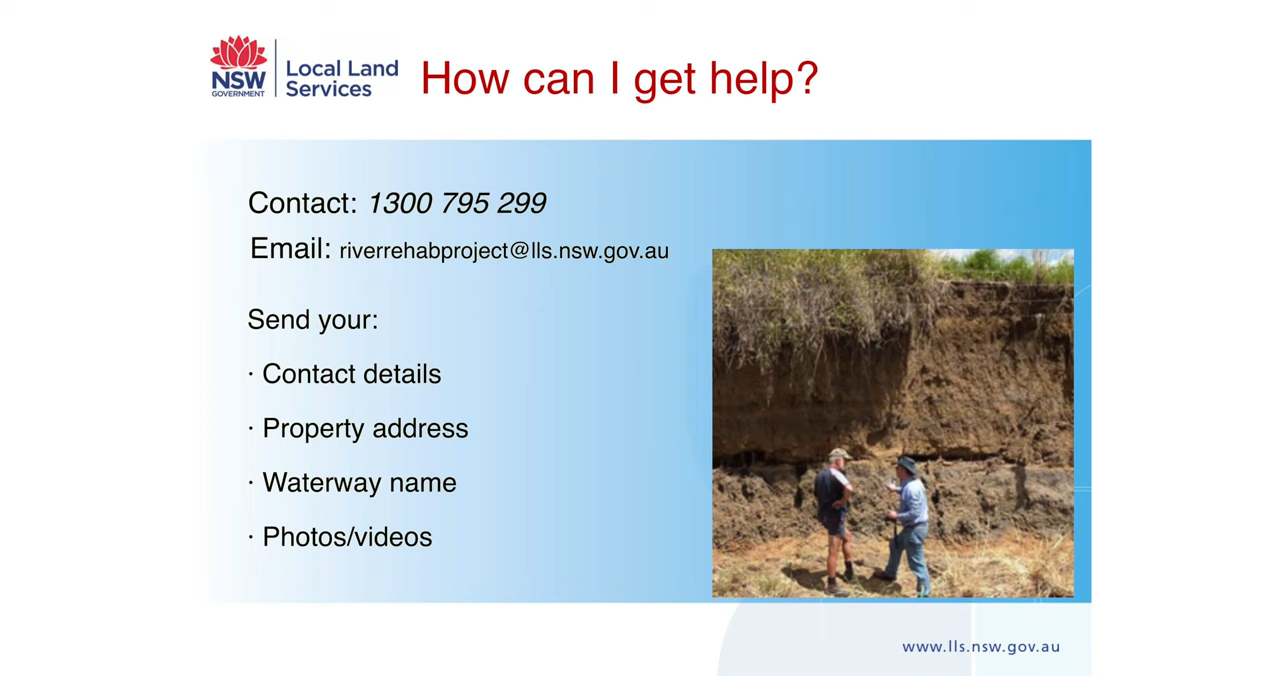 NSW
GOVERNMENT
Local Land
Services
How can I get help?
Contact: 1300 795 299
Email: riverrehabproject@lls.nsw.gov.au
Send your:
· Contact details
· Property address
· Waterway name
· Photos/videos
www.lls.nsw.gov.au